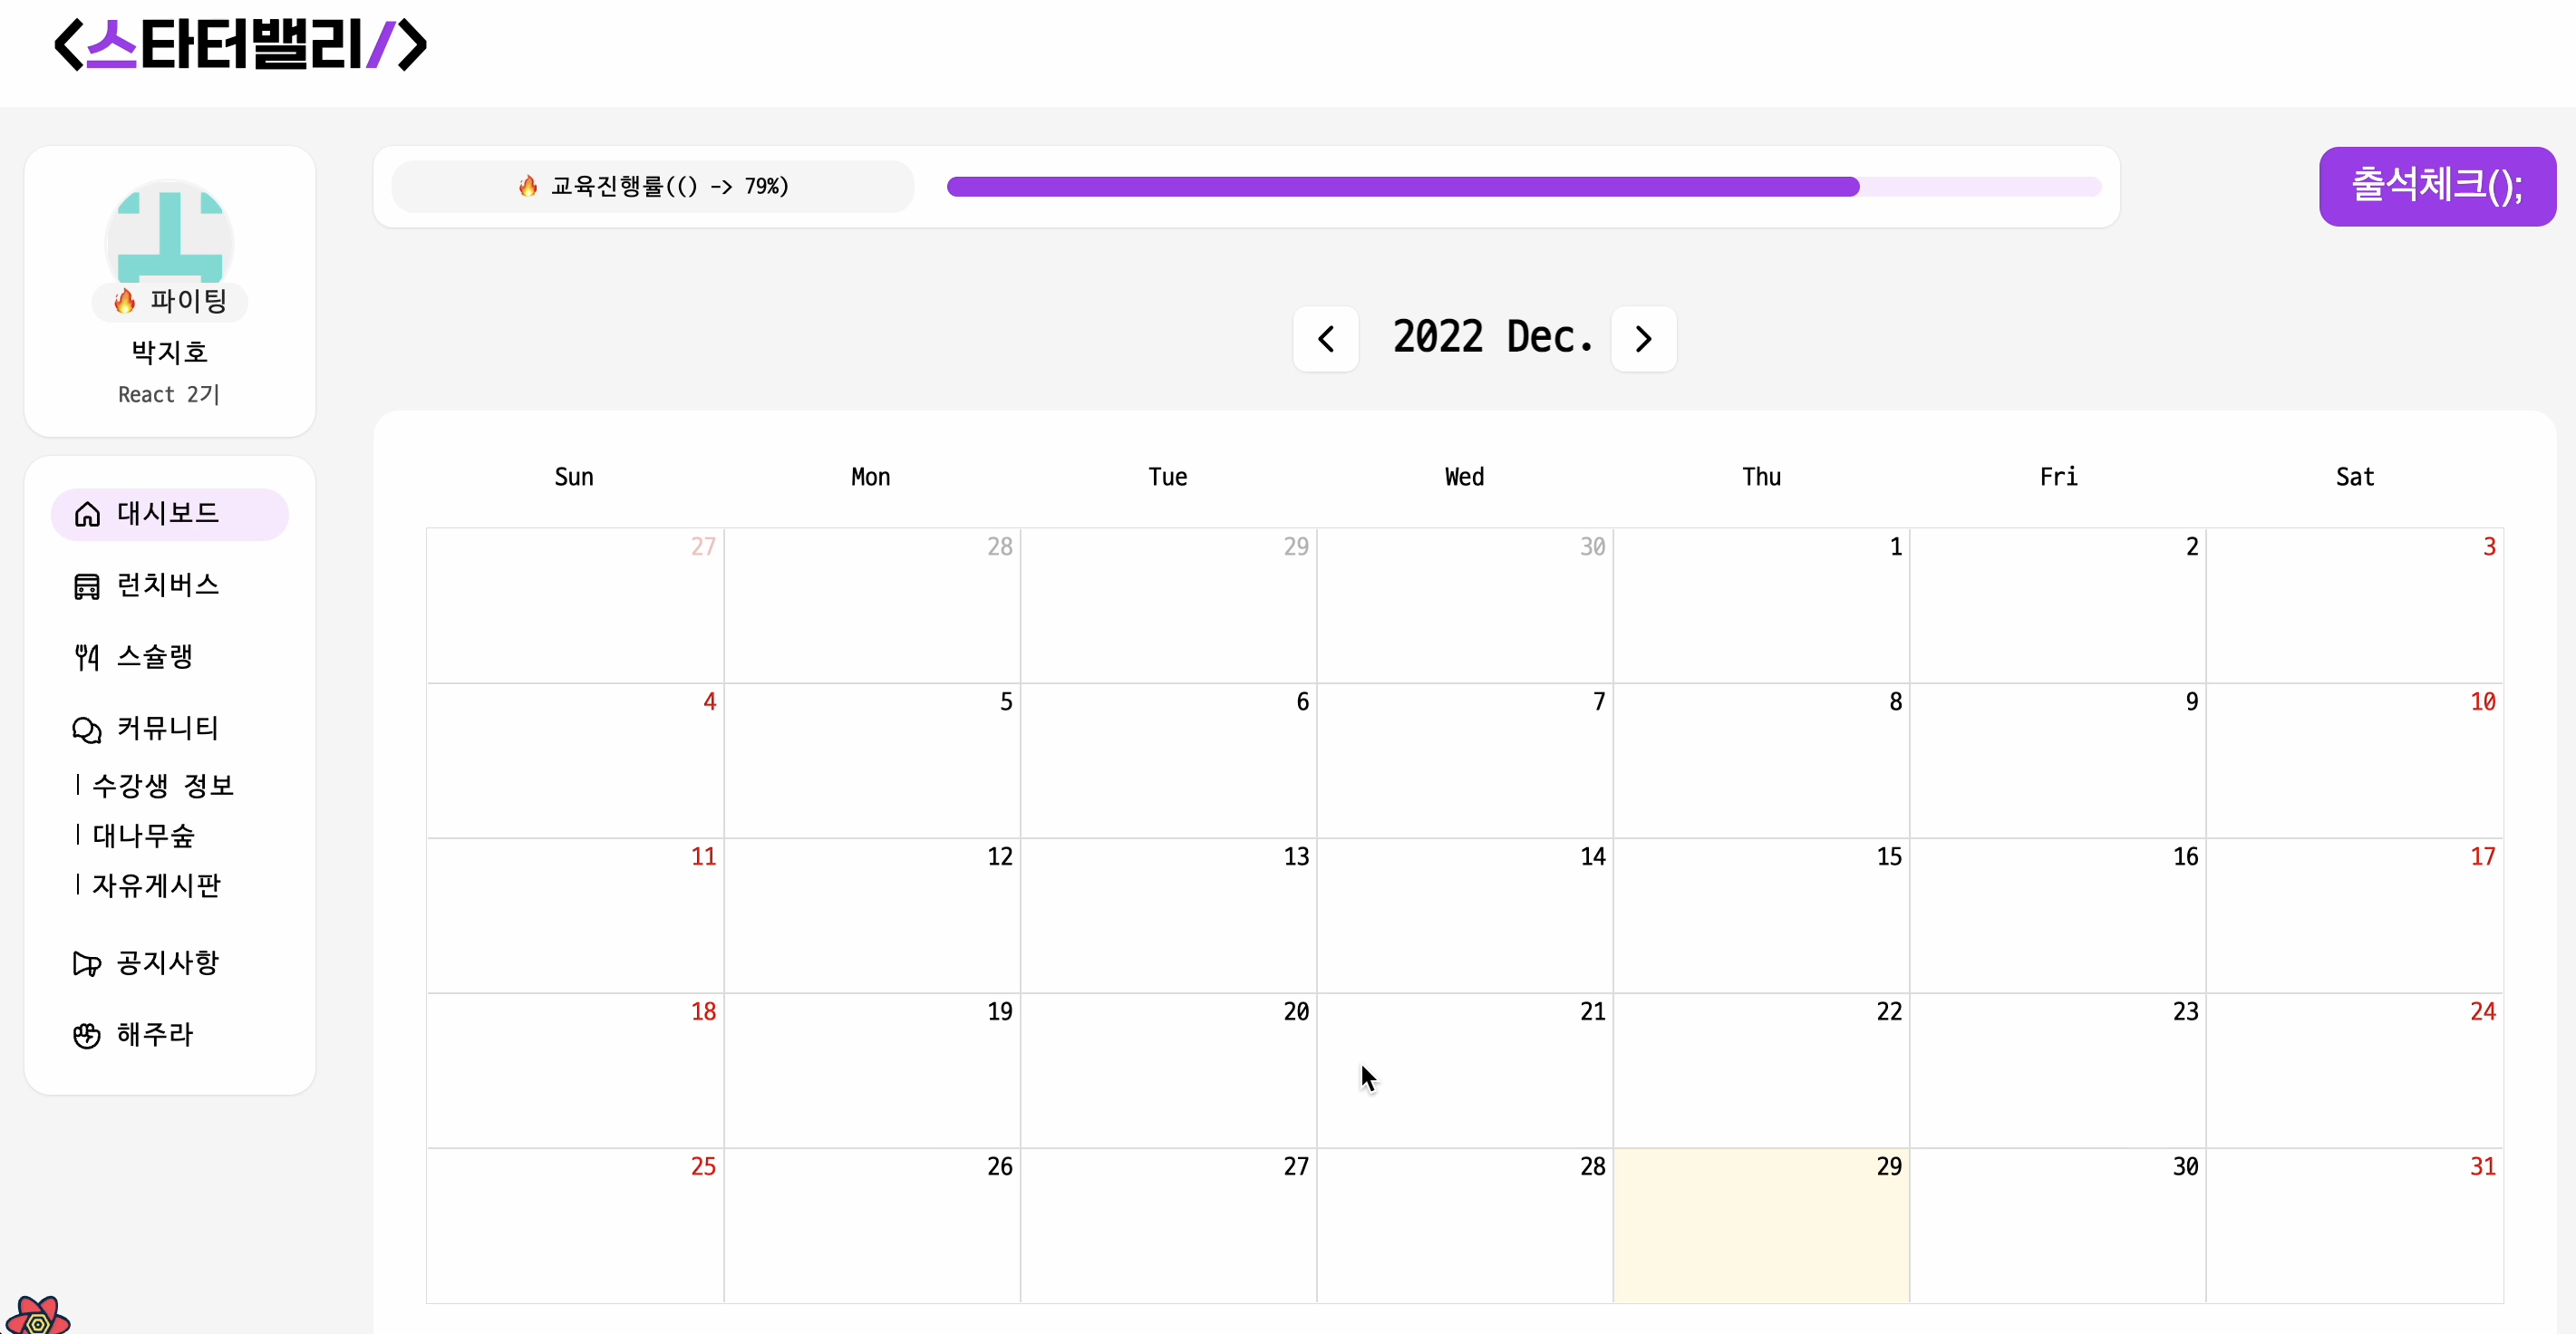 <스타터밸리/>
🔥 파이팅
박지호
React 2기
대시보드
런치버스
스슐랭
커뮤니티
수강생 정보
대나무숲
자유게시판
공지사항
해주라
🔥 교육진행률(() -> 79%)
출석체크();
2022 Dec.
Sun Mon Tue Wed Thu Fri Sat
27 28 29 30 1 2 3
4 5 6 7 8 9 10
11 12 13 14 15 16 17
18 19 20 21 22 23 24
25 26 27 28 29 30 31